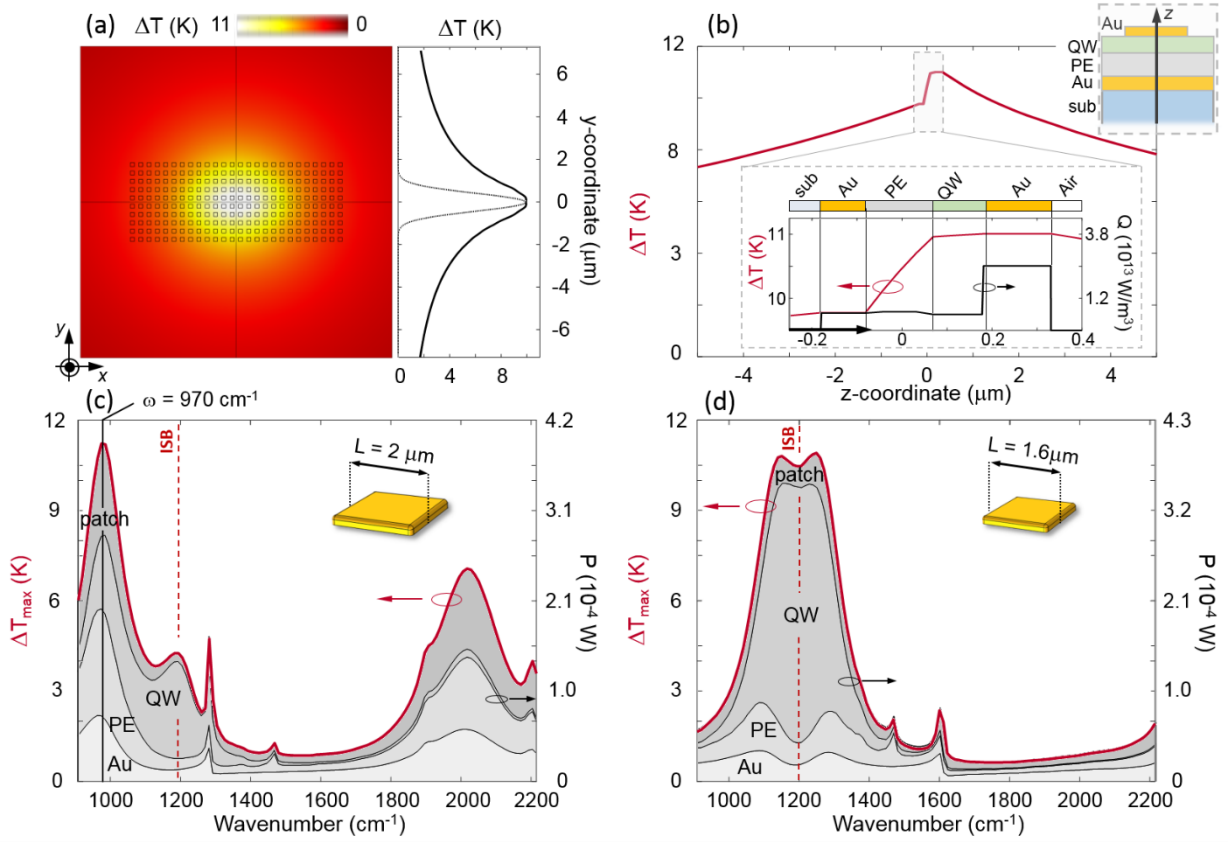 (a)
ΔT (K)
11
0
ΔT (K)
y-coordinate (μm)
6
4
2
0
-2
-4
-6
0
4
8
10
y
x
(b)
ΔT (K)
12
8
3
0
-4
-2
0
2
4
z-coordinate (μm)
z
Au
QW
PE
Au
sub
sub
Au
PE
QW
Au
Air
ΔT (K)
11
10
-0.2
0
0.2
0.4
3.8
1.2
0.4
Q (10¹³ W/m³)
(c)
ω = 970 cm⁻¹
ISB
L = 2 μm
patch
QW
PE
Au
ΔTmax (K)
12
9
6
3
0
P (10⁻⁴ W)
4.2
3.1
2.1
1.0
0
1000
1200
1400
1600
1800
2000
2200
Wavenumber (cm⁻¹)
(d)
ISB
L = 1.6μm
patch
QW
PE
Au
ΔTmax (K)
12
9
6
3
0
P (10⁻⁴ W)
4.3
3.2
2.1
1.0
0
1000
1200
1400
1600
1800
2000
2200
Wavenumber (cm⁻¹)